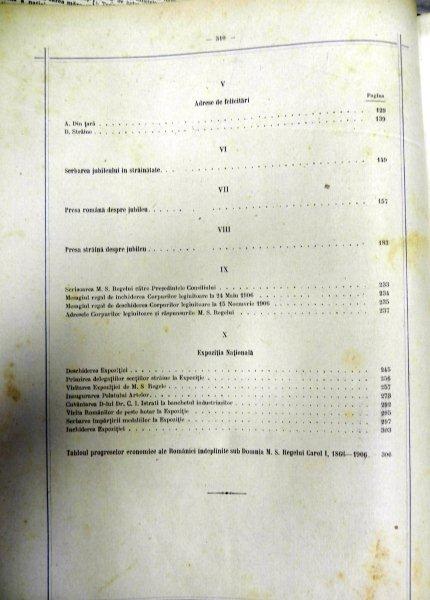 — 310 —
V
Adrese de felicitări
Pagina
A. Din ţară 129
B. Străine 139
VI
Serbarea jubileului în străinătate. 149
VII
Presa română despre jubileu 157
VIII
Presa străină despre jubileu 183
IX
Scrisoarea M. S. Regelui către Preşedintele Consiliului 233
Mesagiul regal de închiderea Corpurilor legiuitoare la 24 Maiu 1906 234
Mesagiul regal de deschiderea Corpurilor legiuitoare la 15 Noemvrie 1906 235
Adresele Corpurilor legiuitoare şi răspunsurile M. S. Regelui 237
X
Expoziţia Naţională
Deschiderea Expoziţiei 245
Primirea delegaţiilor secţiilor străine la Expoziţie 256
Vizitarea Expoziţiei de M. S. Regele 257
Inaugurarea Palatului Artelor 273
Cuvântarea D-lui Dr. C. I. Istrati la banchetul industriaşilor 292
Vizita Românilor de peste hotar la Expoziţie 295
Serbarea împărţirii medaliilor la Expoziţie 297
Închiderea Expoziţiei 303
Tabloul progreselor economice ale României îndeplinite sub Domnia M. S. Regelui Carol I, 1866—1906 306